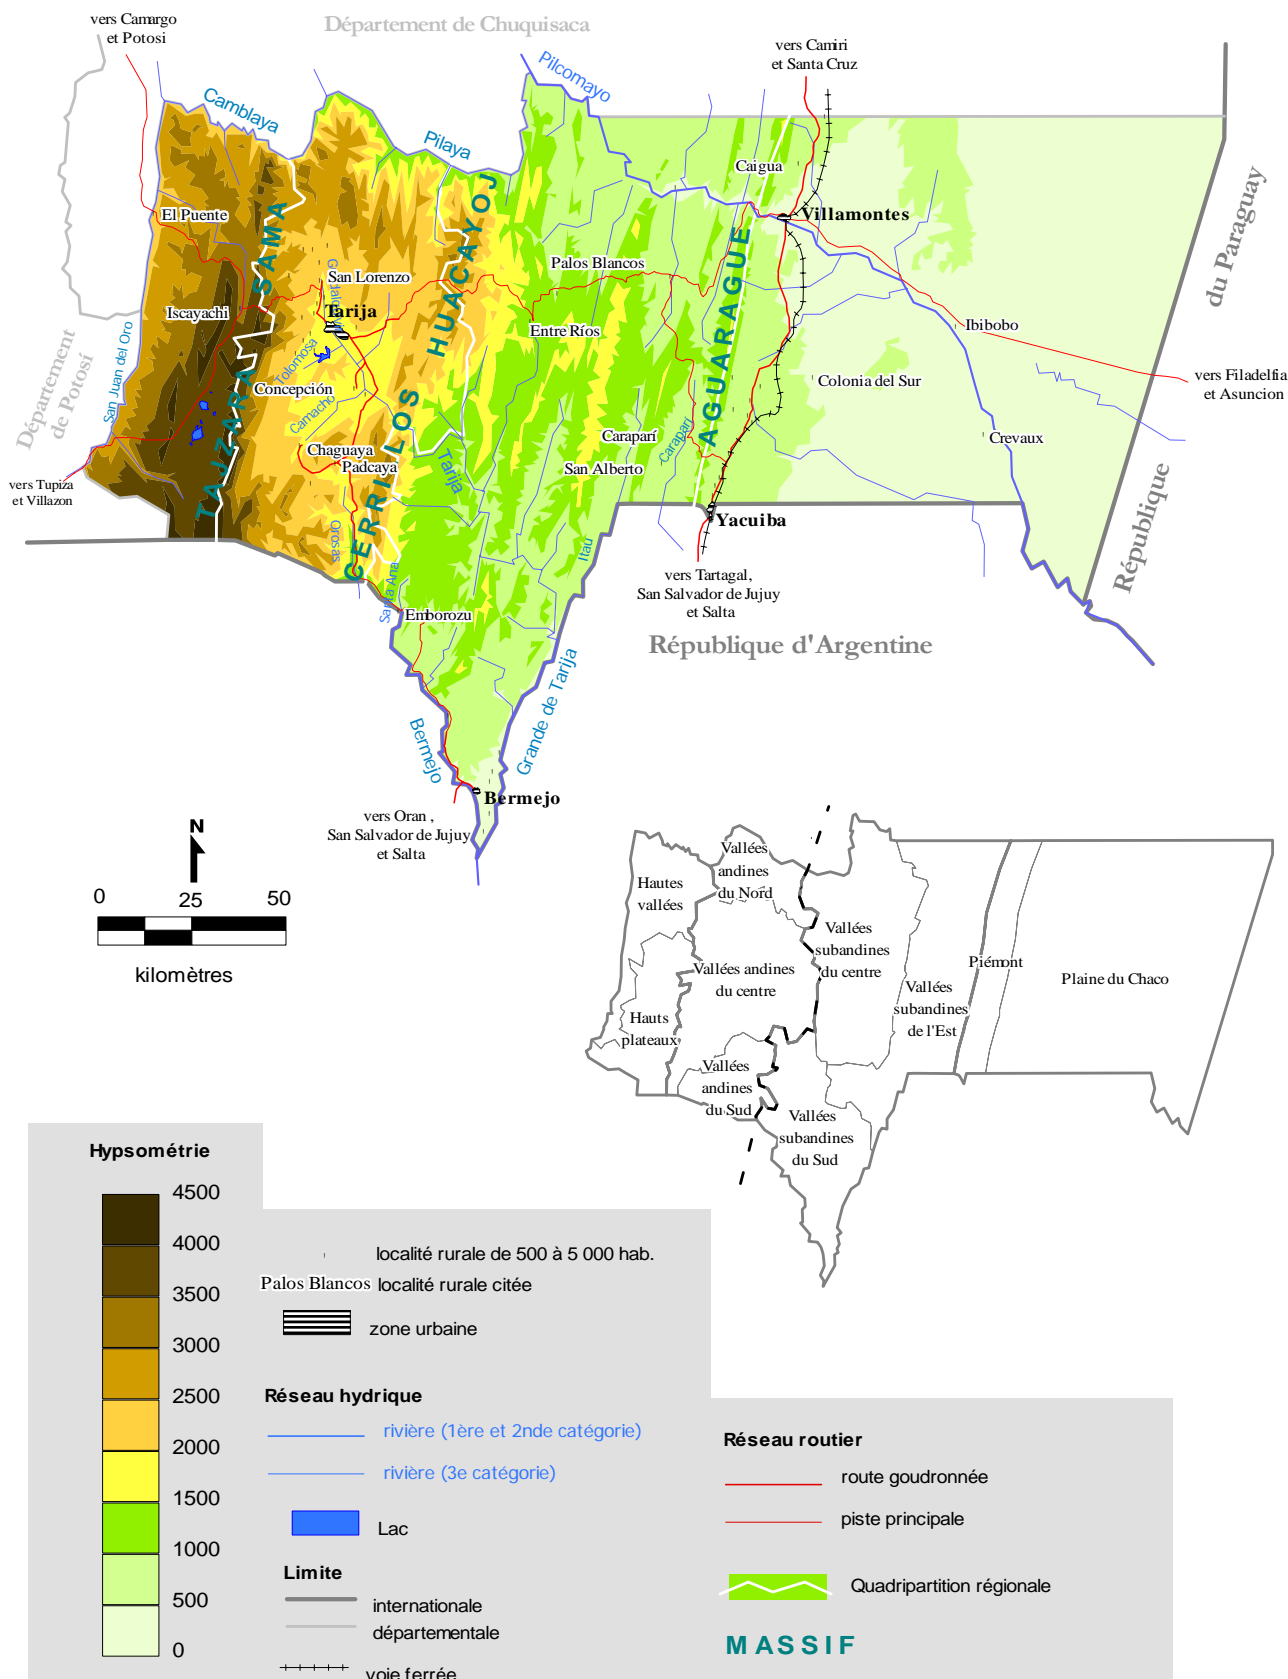 vers Camargo
et Potosi
Département de Chuquisaca
vers Camiri
et Santa Cruz
Pilcomayo
Camblaya
Pilaya
Caigua
El Puente
Villamontes
SAMA
HUACAYOJ
San Lorenzo
Palos Blancos
AGUARAGUE
du Paraguay
Iscayachi
Tarija
Entre Ríos
Ibibobo
San Juan del Oro
Tolomosa
Département
de Potosí
Concepción
Colonia del Sur
vers Filadelfia
et Asuncion
TAJZARA
Camacho
CERRILLOS
Chaguaya
Padcaya
Tarija
Caraparí
Caraparí
San Alberto
Crevaux
vers Tupiza
et Villazon
Yacuiba
République
Orosas
Santa Ana
Itau
vers Tartagal,
San Salvador de Jujuy
et Salta
Emborozu
République d'Argentine
Grande de Tarija
Bermejo
Bermejo
vers Oran ,
San Salvador de Jujuy
et Salta
N
0 25 50
kilomètres
Vallées
andines
du Nord
Hautes
vallées
Vallées
subandines
du centre
Vallées andines
du centre
Piémont
Plaine du Chaco
Vallées
subandines
de l'Est
Hauts
plateaux
Vallées
andines
du Sud
Vallées
subandines
du Sud
Hypsométrie
4500
4000
3500
3000
2500
2000
1500
1000
500
0
localité rurale de 500 à 5 000 hab.
Palos Blancos localité rurale citée
zone urbaine
Réseau hydrique
rivière (1ère et 2nde catégorie)
rivière (3e catégorie)
Lac
Limite
internationale
départementale
voie ferrée
Réseau routier
route goudronnée
piste principale
Quadripartition régionale
MASSIF